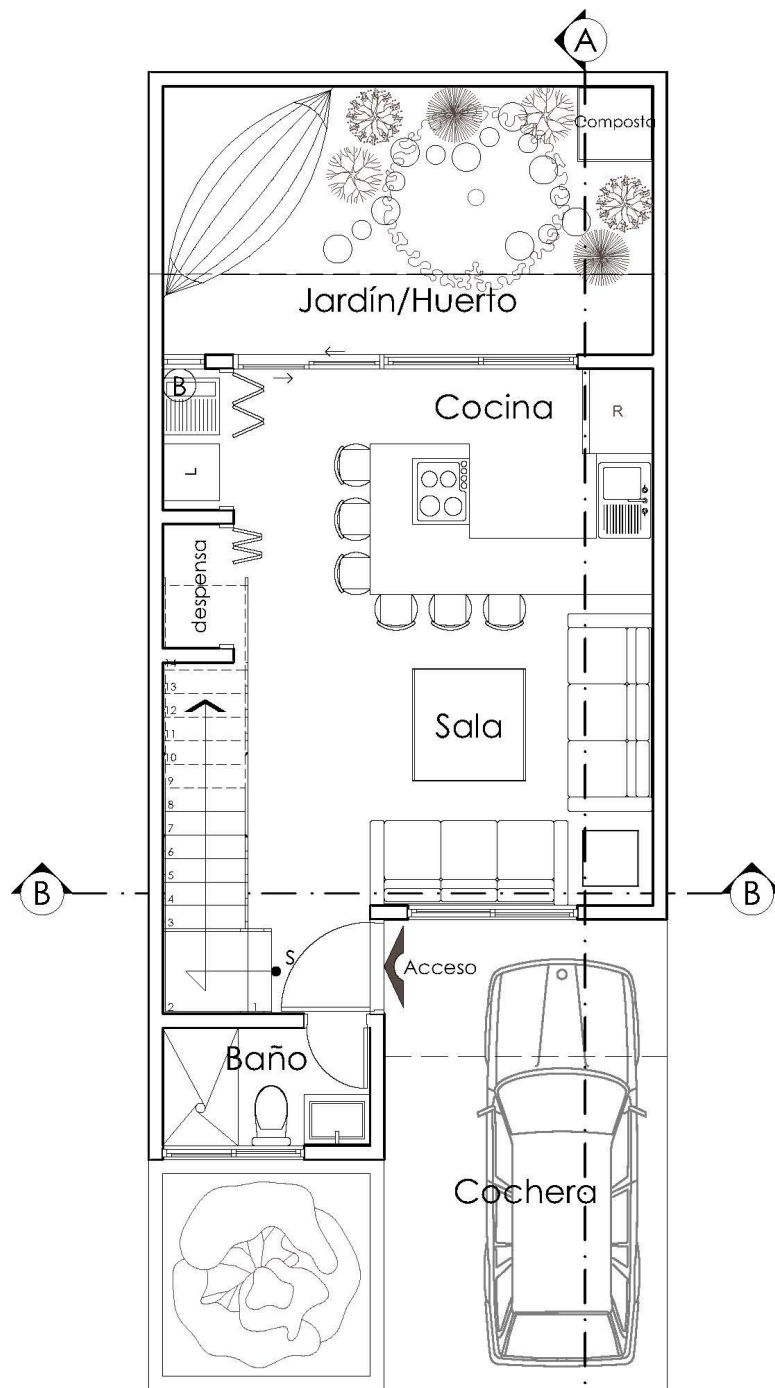 A
Composta
Jardín/Huerto
B
Cocina
R
L
despensa
14
13
12
11
10
9
8
7
6
5
4
3
Sala
B
B
S
Acceso
2
1
Baño
Cochera